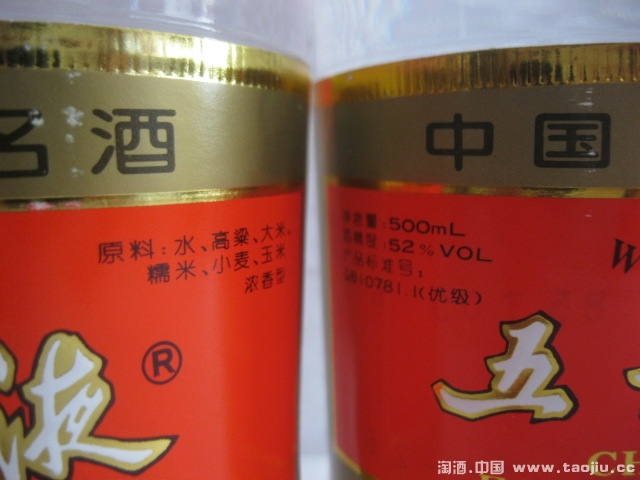 名酒
原料：水、高粱、大米、
糯米、小麦、玉米
浓香型
液®
中国
净含量：500mL
酒精度：52%VOL
产品标准号：
GB10781.1(优级)
W
五
CH
淘酒.中国 www.taojiu.cc